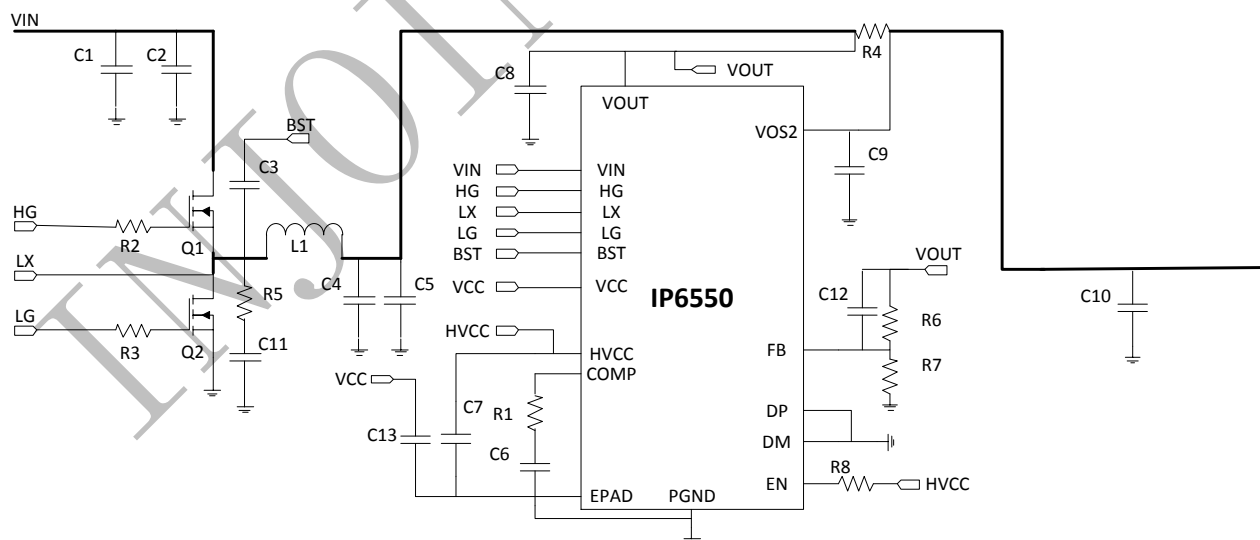 VIN
C1
C2
R4
C8
VOUT
VOUT
BST
VOS2
C3
C9
VIN
VIN
HG
HG
HG
LX
LX
R2
Q1
L1
LG
LG
BST
BST
VOUT
LX
R5
C4
C5
VCC
VCC
IP6550
C12
C10
LG
R6
HVCC
R3
Q2
C11
HVCC
FB
R7
COMP
VCC
C7
R1
DP
C13
DM
C6
R8
EN
HVCC
EPAD
PGND